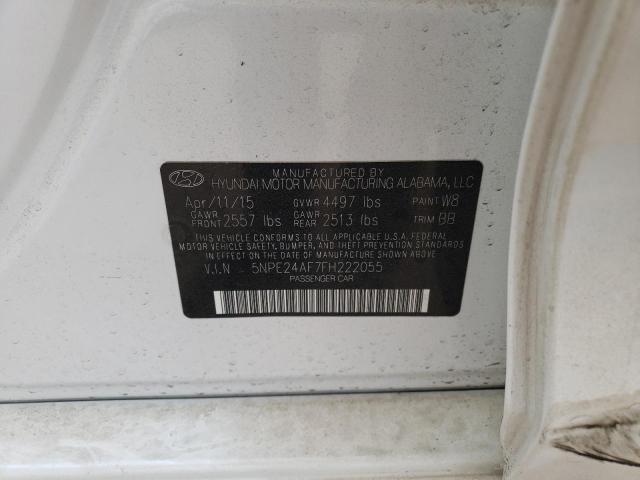 MANUFACTURED BY
HYUNDAI MOTOR MANUFACTURING ALABAMA, LLC
Apr/11/15 GVWR 4497 lbs PAINT W8
GAWR FRONT 2557 lbs GAWR REAR 2513 lbs TRIM BB
THIS VEHICLE CONFORMS TO ALL APPLICABLE U.S. FEDERAL
MOTOR VEHICLE SAFETY, BUMPER, AND THEFT PREVENTION STANDARDS
IN EFFECT ON THE DATE OF MANUFACTURE SHOWN ABOVE.
V.I.N 5NPE24AF7FH222055
PASSENGER CAR